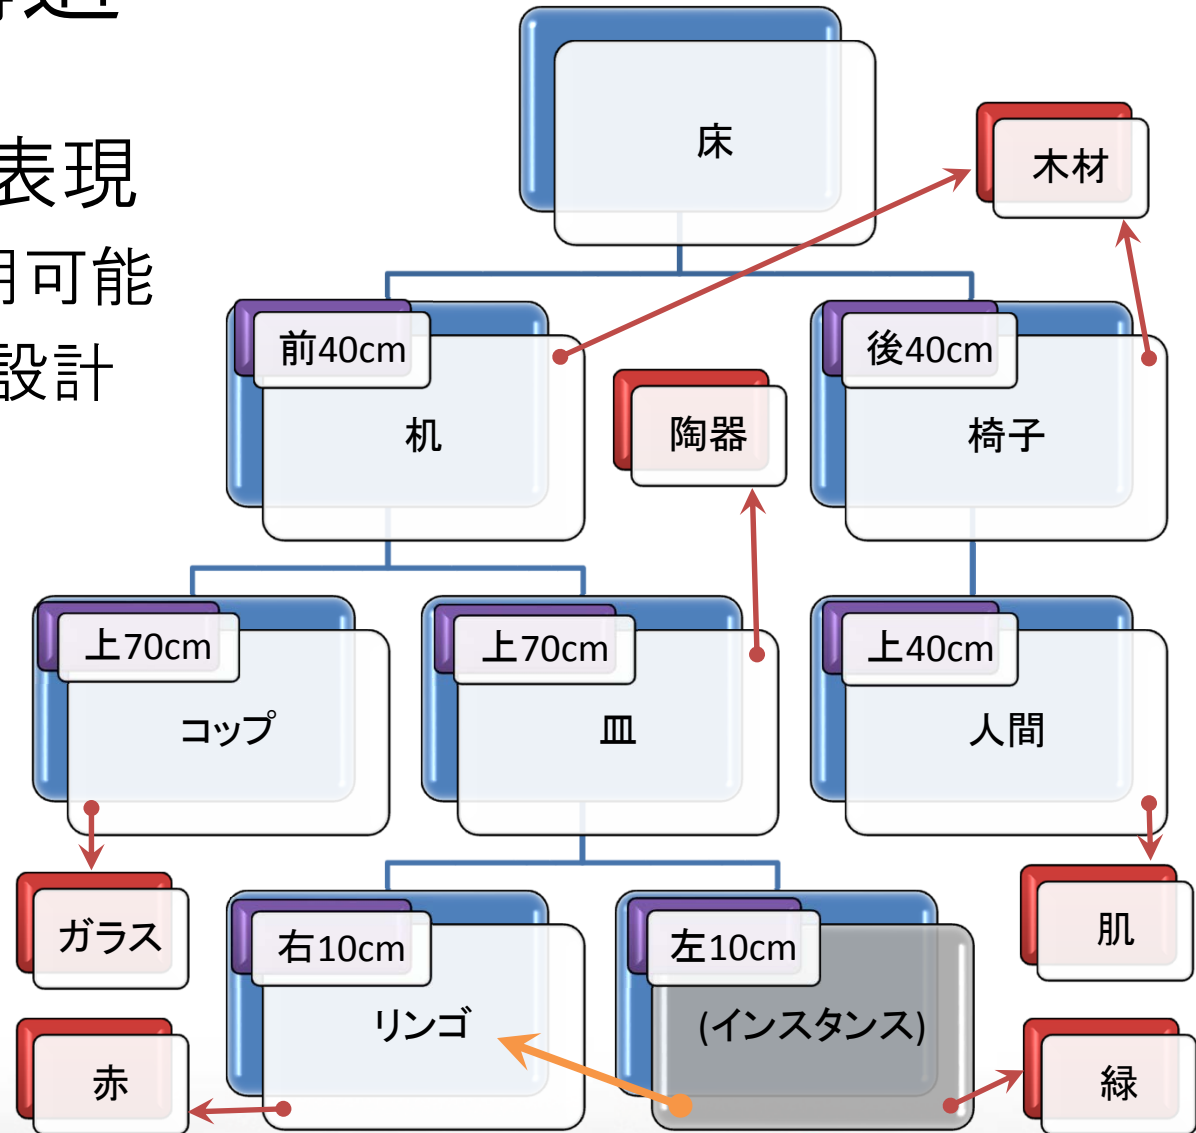 表現
可能
設計
床
木材
前40cm
机
陶器
後40cm
椅子
上70cm
コップ
上70cm
皿
上40cm
人間
ガラス
右10cm
リンゴ
左10cm
(インスタンス)
肌
赤
緑